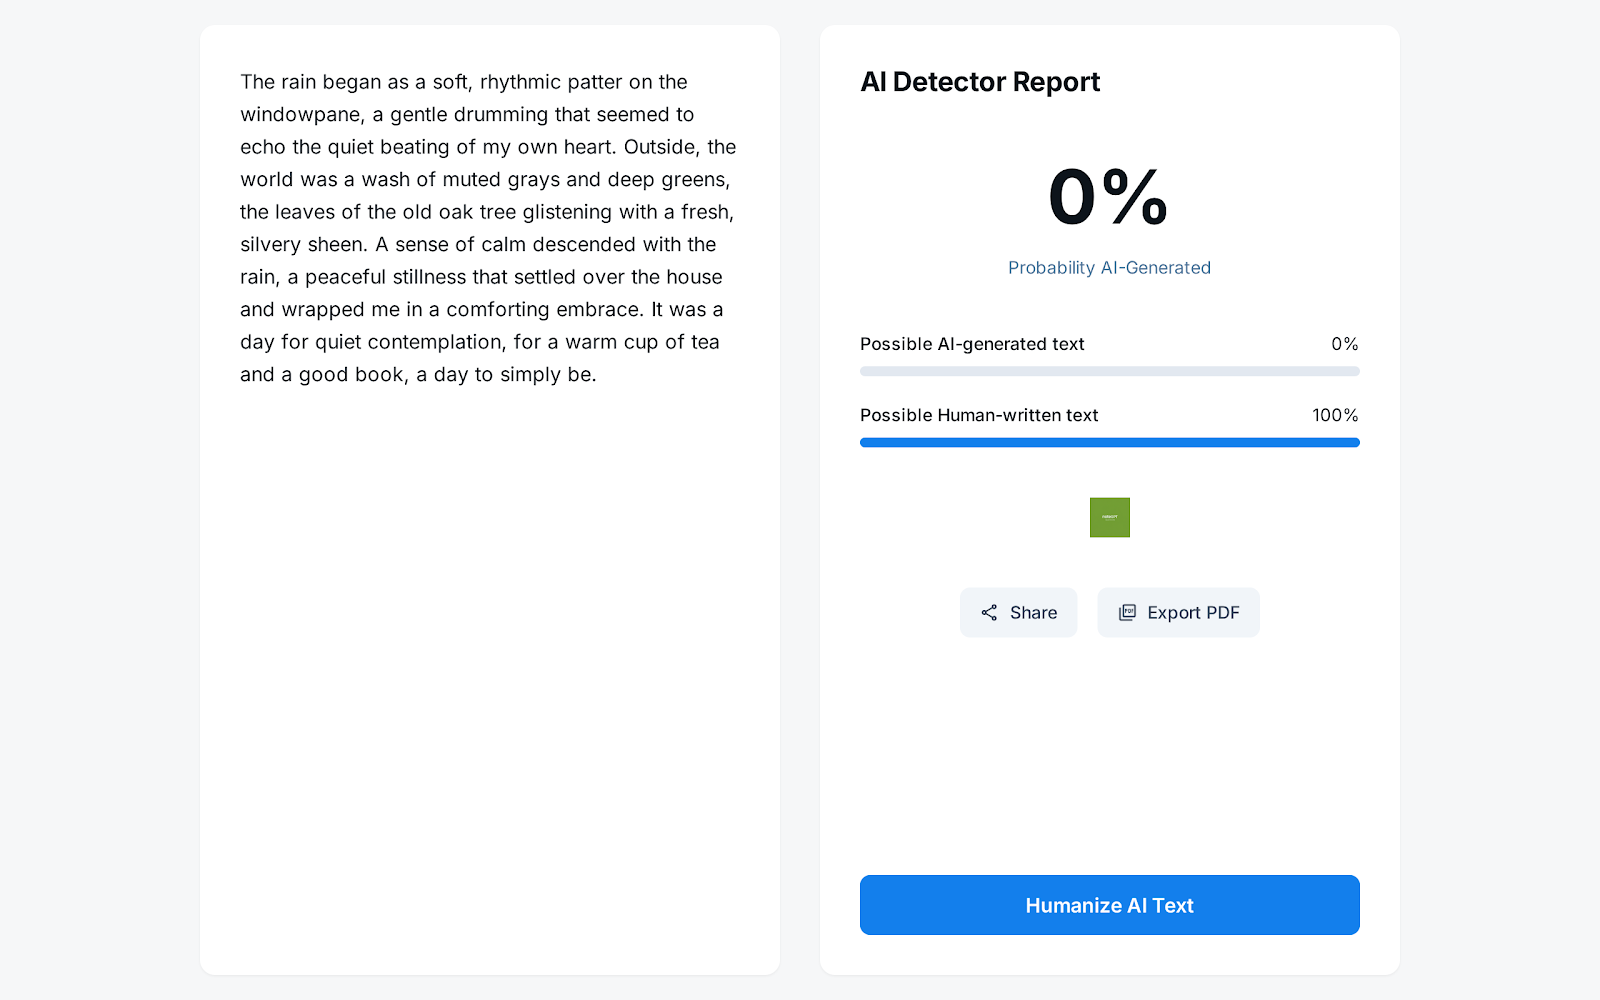 The rain began as a soft, rhythmic patter on the
windowpane, a gentle drumming that seemed to
echo the quiet beating of my own heart. Outside, the
world was a wash of muted grays and deep greens,
the leaves of the old oak tree glistening with a fresh,
silvery sheen. A sense of calm descended with the
rain, a peaceful stillness that settled over the house
and wrapped me in a comforting embrace. It was a
day for quiet contemplation, for a warm cup of tea
and a good book, a day to simply be.
AI Detector Report
0%
Probability AI-Generated
Possible AI-generated text 0%
Possible Human-written text 100%
Share
Export PDF
Humanize AI Text